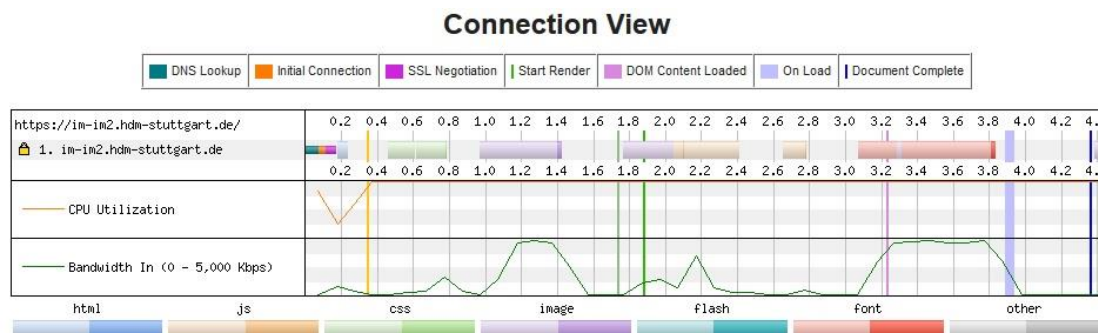 Connection View
DNS Lookup Initial Connection SSL Negotiation Start Render DOM Content Loaded On Load Document Complete
https://im-im2.hdm-stuttgart.de/ 0.2 0.4 0.6 0.8 1.0 1.2 1.4 1.6 1.8 2.0 2.2 2.4 2.6 2.8 3.0 3.2 3.4 3.6 3.8 4.0 4.2 4.
1. im-im2.hdm-stuttgart.de
0.2 0.4 0.6 0.8 1.0 1.2 1.4 1.6 1.8 2.0 2.2 2.4 2.6 2.8 3.0 3.2 3.4 3.6 3.8 4.0 4.2 4.
CPU Utilization
Bandwidth In (0 - 5,000 Kbps)
html js css image flash font other